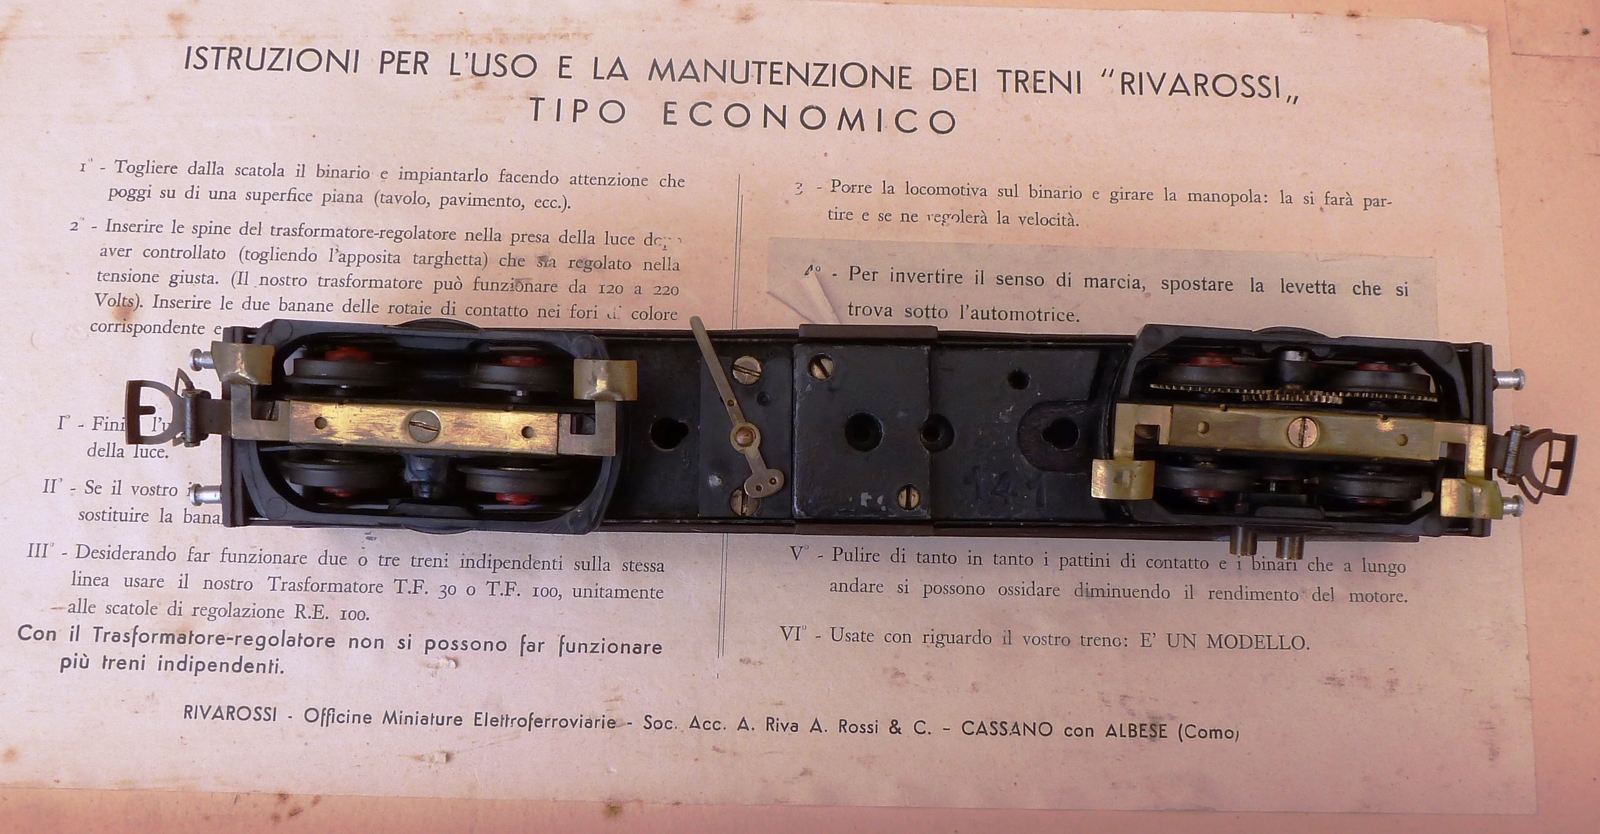 ISTRUZIONI PER L'USO E LA MANUTENZIONE DEI TRENI “RIVAROSSI„
TIPO ECONOMICO
1° - Togliere dalla scatola il binario e impiantarlo facendo attenzione che
poggi su di una superfice piana (tavolo, pavimento, ecc.).
2° - Inserire le spine del trasformatore-regolatore nella presa della luce
aver controllato (togliendo l'apposita targhetta) che sia regolato nella
tensione giusta. (Il nostro trasformatore può funzionare da 120 a 220
Volts). Inserire le due banane delle rotaie di contatto nei fori di colore
corrispondente e
3 - Porre la locomotiva sul binario e girare la manopola: la si farà par-
tire e se ne regolerà la velocità.
4° - Per invertire il senso di marcia, spostare la levetta che si
trova sotto l'automotrice.
141
I° - l'u
della luce.
II° - Se il vostro
sostituire la bana
III° - Desiderando far funzionare due o tre treni indipendenti sulla stessa
linea usare il nostro Trasformatore T.F. 30 o T.F. 100, unitamente
alle scatole di regolazione R.E. 100.
Con il Trasformatore-regolatore non si possono far funzionare
più treni indipendenti.
V° - Pulire di tanto in tanto i pattini di contatto e i binari che a lungo
andare si possono ossidare diminuendo il rendimento del motore.
VI° - Usate con riguardo il vostro treno: E' UN MODELLO.
RIVAROSSI - Officine Miniature Elettroferroviarie - Soc. Acc. A. Riva A. Rossi & C. - CASSANO con ALBESE (Como)